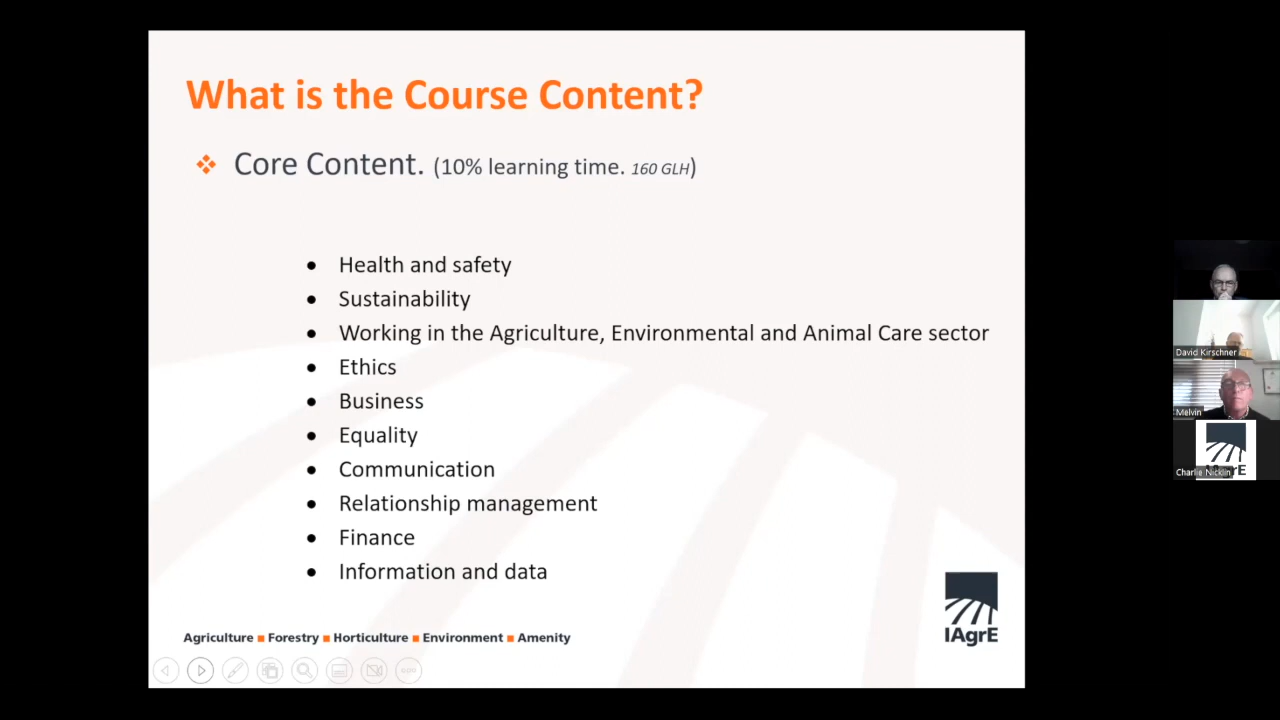 What is the Course Content?
Core Content. (10% learning time. 160 GLH)
Health and safety
Sustainability
Working in the Agriculture, Environmental and Animal Care sector
Ethics
Business
Equality
Communication
Relationship management
Finance
Information and data
Agriculture ■ Forestry ■ Horticulture ■ Environment ■ Amenity
IAgrE
David Kirschner
Melvin
Charlie Nicklin